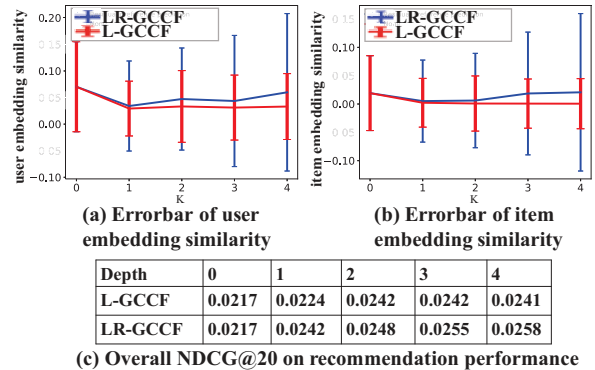 LR-GCCF
L-GCCF
user embedding similarity
0.20
0.15
0.10
0.05
0.00
0.05
−0.10
0 1 2 3 4
K
(a) Errorbar of user
embedding similarity
LR-GCCF
L-GCCF
item embedding similarity
0.15
0.10
0.05
0.00
0.05
−0.10
0 1 2 3 4
K
(b) Errorbar of item
embedding similarity
Depth 0 1 2 3 4
L-GCCF 0.0217 0.0224 0.0242 0.0242 0.0241
LR-GCCF 0.0217 0.0242 0.0248 0.0255 0.0258
(c) Overall NDCG@20 on recommendation performance